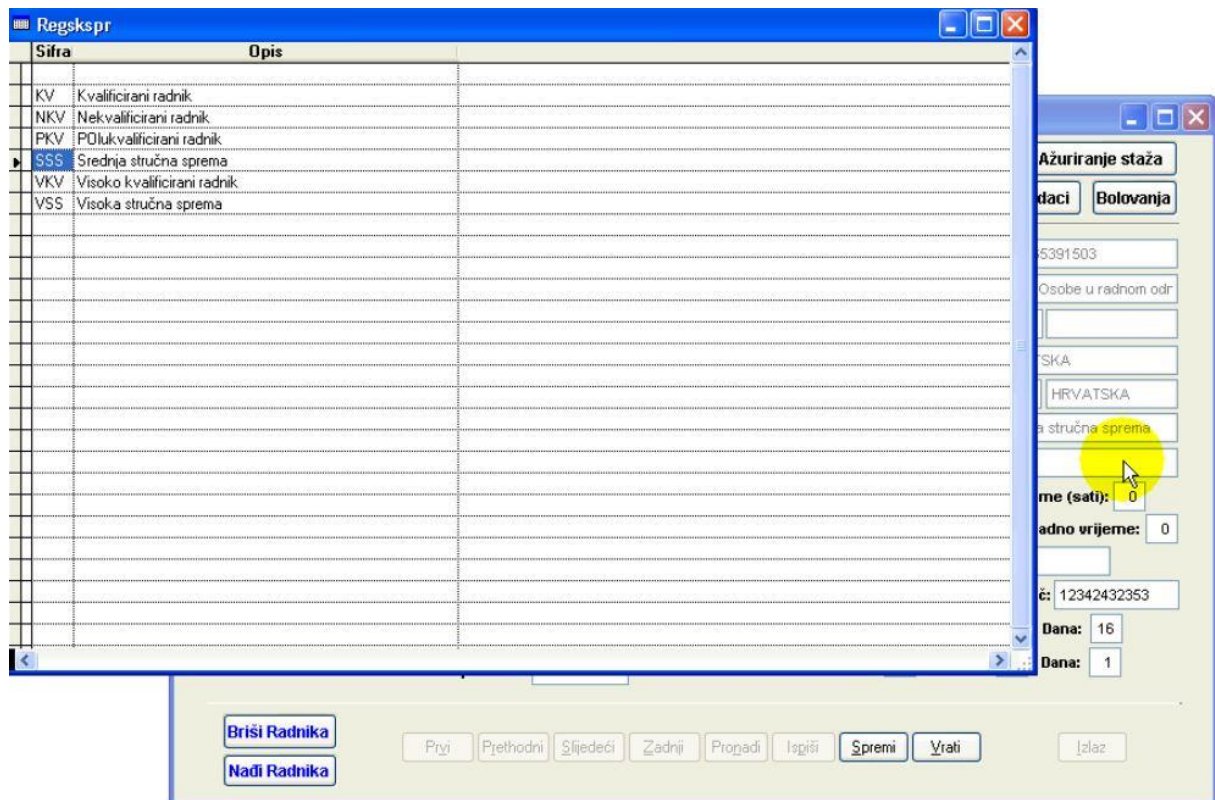 Regskspr
Sifra Opis
KV Kvalificirani radnik
NKV Nekvalificirani radnik
PKV POlukvalificirani radnik
SSS Srednja stručna sprema
VKV Visoko kvalificirani radnik
VSS Visoka stručna sprema
Ažuriranje staža
daci Bolovanja
5391503
Osobe u radnom odr
TSKA
HRVATSKA
a stručna sprema
me (sati): 0
adno vrijeme: 0
č: 12342432353
Dana: 16
Dana: 1
Briši Radnika
Prvi Prethodni Slijedeći Zadnji Pronađi Ispiši Spremi Vrati Izlaz
Nađi Radnika